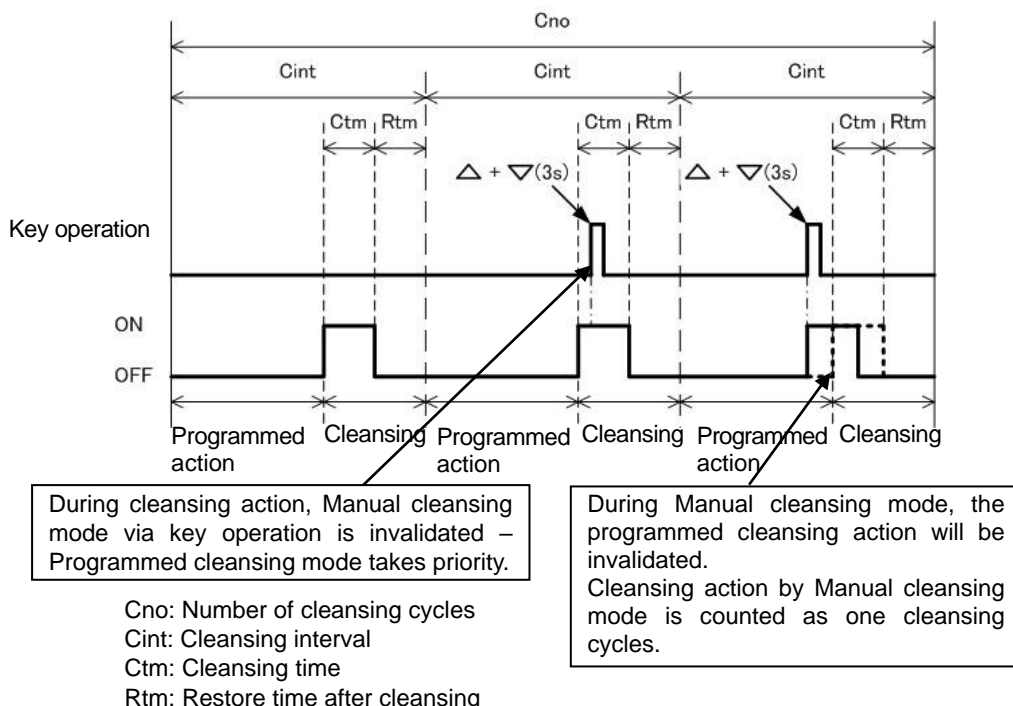 Cno
Cint Cint Cint
Ctm Rtm Ctm Rtm Ctm Rtm
△ + ▽(3s) △ + ▽(3s)
Key operation
ON
OFF
Programmed action Cleansing Programmed action Cleansing Programmed action Cleansing
During cleansing action, Manual cleansing
mode via key operation is invalidated –
Programmed cleansing mode takes priority.
During Manual cleansing mode, the
programmed cleansing action will be
invalidated.
Cleansing action by Manual cleansing
mode is counted as one cleansing
cycles.
Cno: Number of cleansing cycles
Cint: Cleansing interval
Ctm: Cleansing time
Rtm: Restore time after cleansing